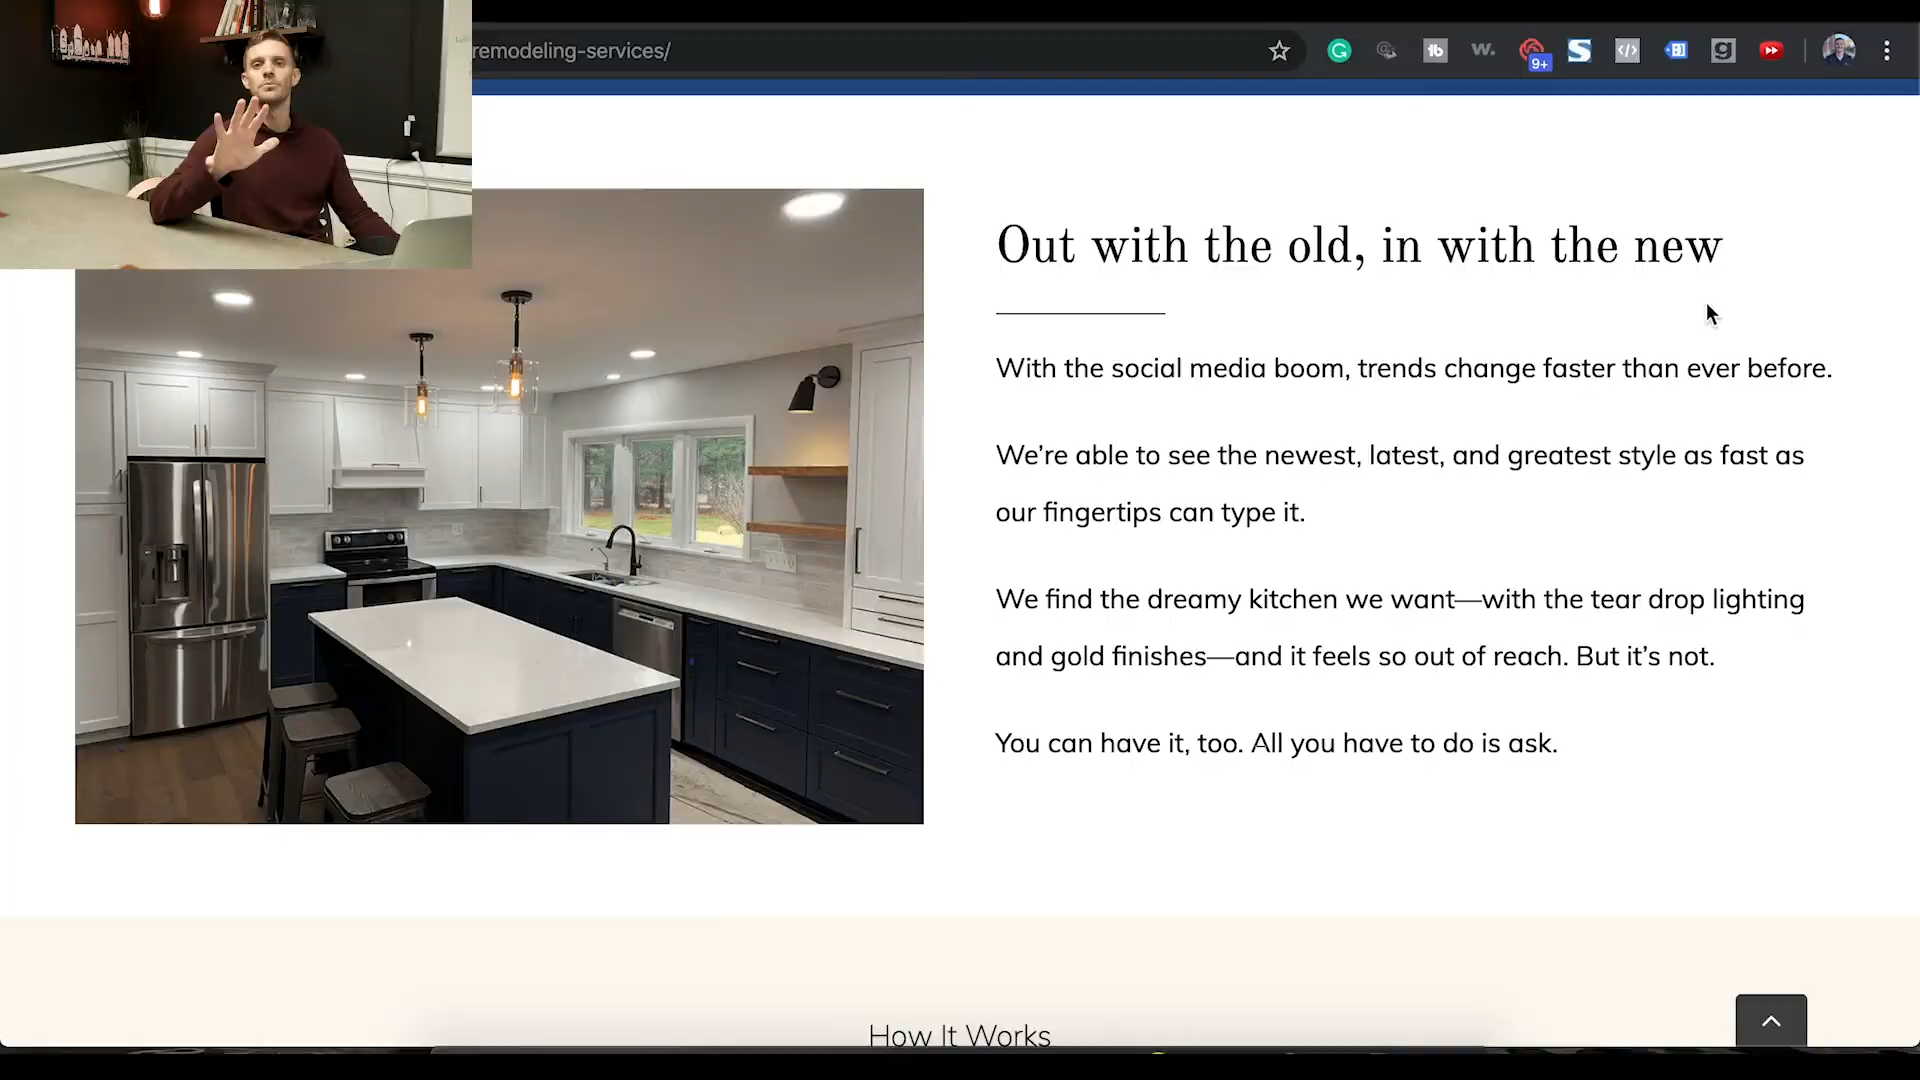 remodeling-services/
9+
Out with the old, in with the new
With the social media boom, trends change faster than ever before.
We're able to see the newest, latest, and greatest style as fast as
our fingertips can type it.
We find the dreamy kitchen we want—with the tear drop lighting
and gold finishes—and it feels so out of reach. But it's not.
You can have it, too. All you have to do is ask.
How It Works